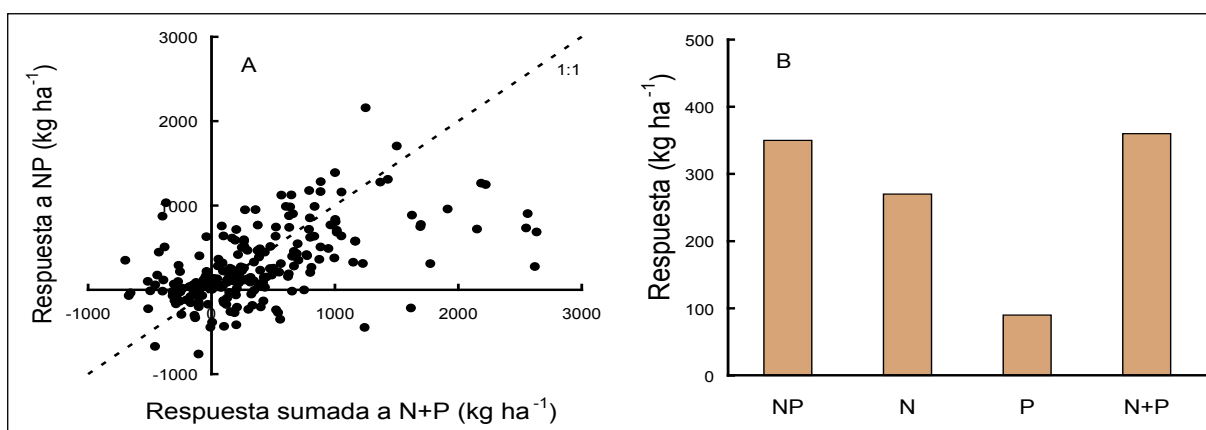 A
1:1
3000
2000
1000
-1000
-1000
0
1000
2000
3000
Respuesta a NP (kg ha⁻¹)
Respuesta sumada a N+P (kg ha⁻¹)
B
500
400
300
200
100
0
Respuesta (kg ha⁻¹)
NP N P N+P